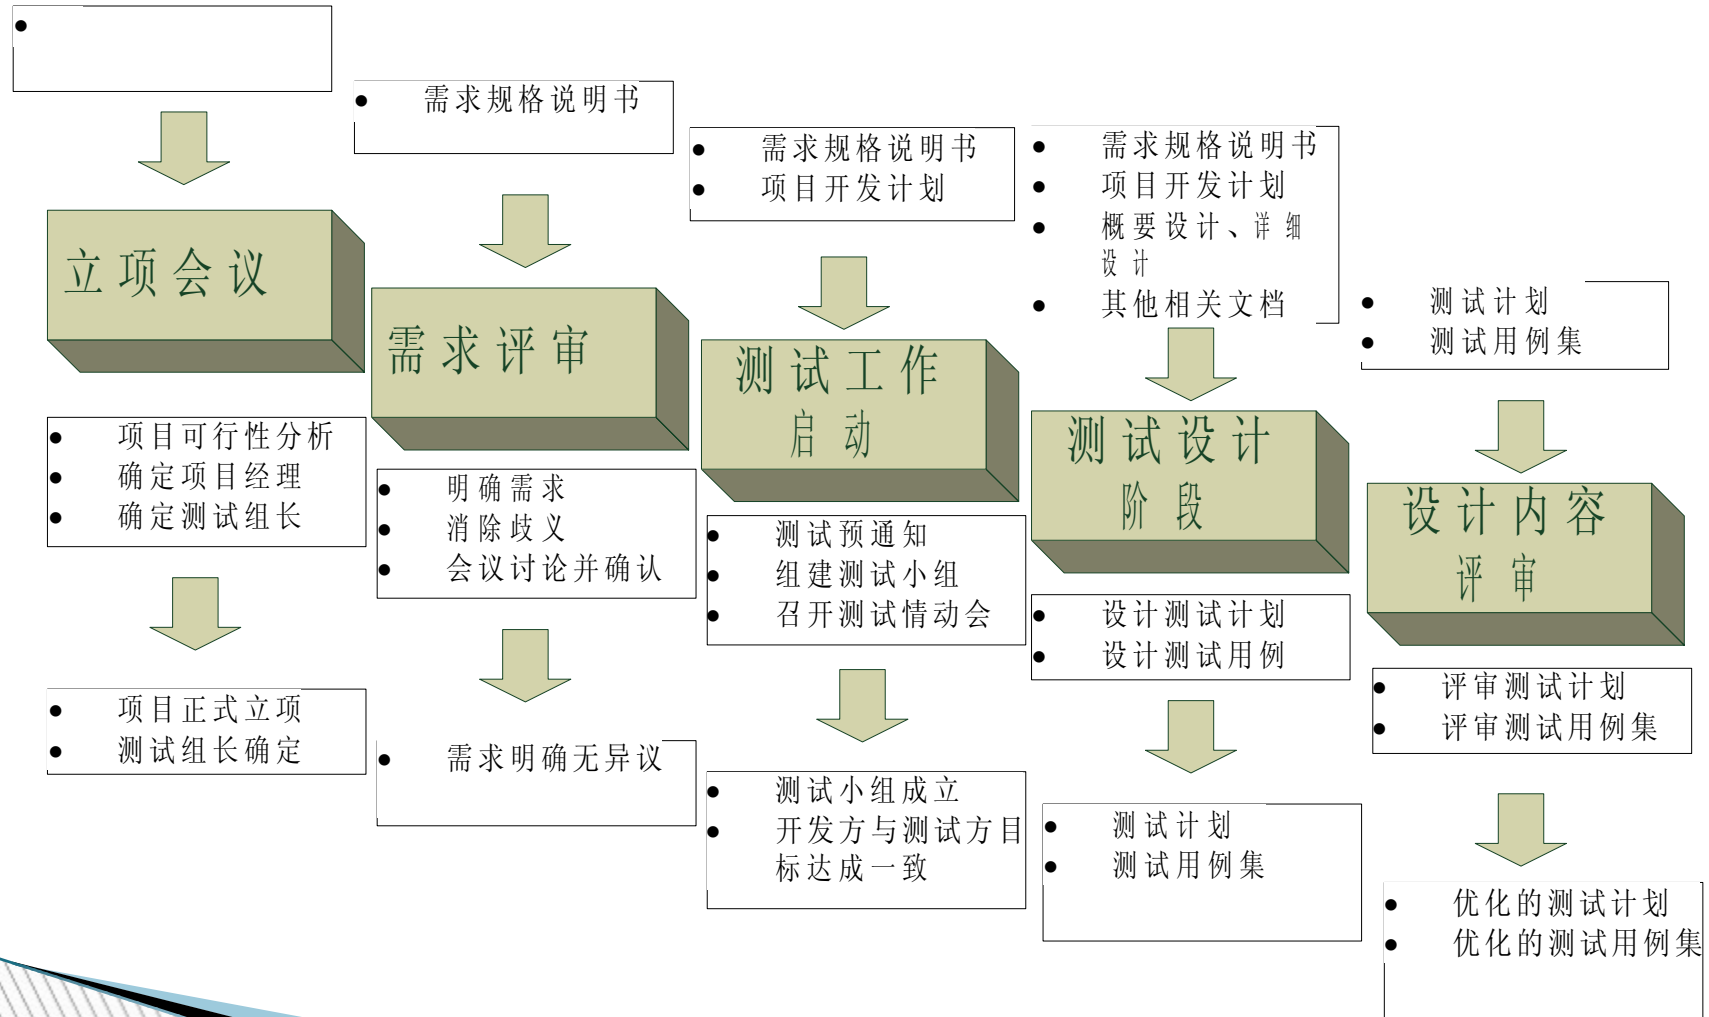 立项会议
项目可行性分析
确定项目经理
确定测试组长
项目正式立项
测试组长确定
需求规格说明书
需求评审
明确需求
消除歧义
会议讨论并确认
需求明确无异议
需求规格说明书
项目开发计划
测试工作
启动
测试预通知
组建测试小组
召开测试情动会
测试小组成立
开发方与测试方目
标达成一致
需求规格说明书
项目开发计划
概要设计、详细
设计
其他相关文档
测试设计
阶段
设计测试计划
设计测试用例
测试计划
测试用例集
测试计划
测试用例集
设计内容
评审
评审测试计划
评审测试用例集
优化的测试计划
优化的测试用例集